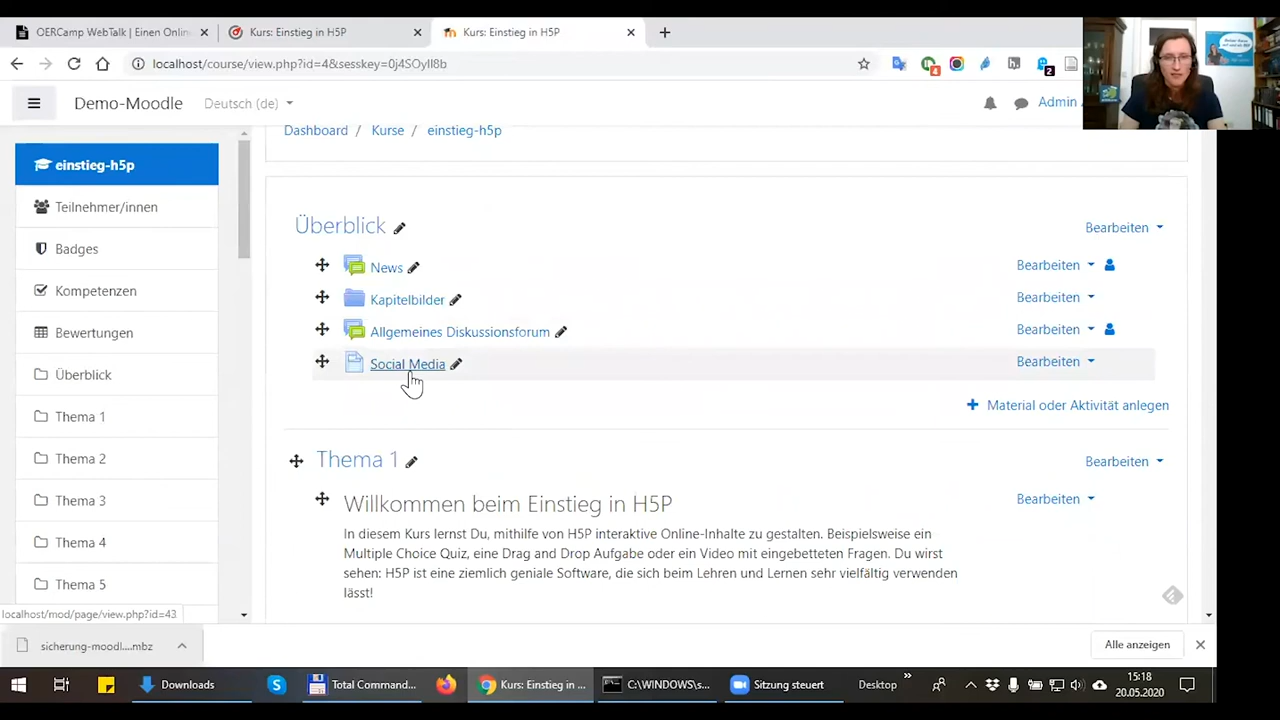 OERCamp WebTalk | Einen Onlin
Kurs: Einstieg in H5P
Kurs: Einstieg in H5P
localhost/course/view.php?id=4&sesskey=0j4SOyIl8b
4
2
Demo-Moodle
Deutsch (de)
Admin
Dashboard / Kurse / einstieg-h5p
einstieg-h5p
Teilnehmer/innen
Badges
Kompetenzen
Bewertungen
Überblick
Thema 1
Thema 2
Thema 3
Thema 4
Thema 5
Überblick
Bearbeiten
News
Bearbeiten
Kapitelbilder
Bearbeiten
Allgemeines Diskussionsforum
Bearbeiten
Social Media
Bearbeiten
Material oder Aktivität anlegen
Thema 1
Bearbeiten
Willkommen beim Einstieg in H5P
Bearbeiten
In diesem Kurs lernst Du, mithilfe von H5P interaktive Online-Inhalte zu gestalten. Beispielsweise ein
Multiple Choice Quiz, eine Drag and Drop Aufgabe oder ein Video mit eingebetteten Fragen. Du wirst
sehen: H5P ist eine ziemlich geniale Software, die sich beim Lehren und Lernen sehr vielfältig verwenden
lässt!
localhost/mod/page/view.php?id=43
sicherung-moodl....mbz
Alle anzeigen
Downloads
Total Command...
Kurs: Einstieg in ...
C:\WINDOWS\s...
Sitzung steuert
Desktop
15:18
20.05.2020